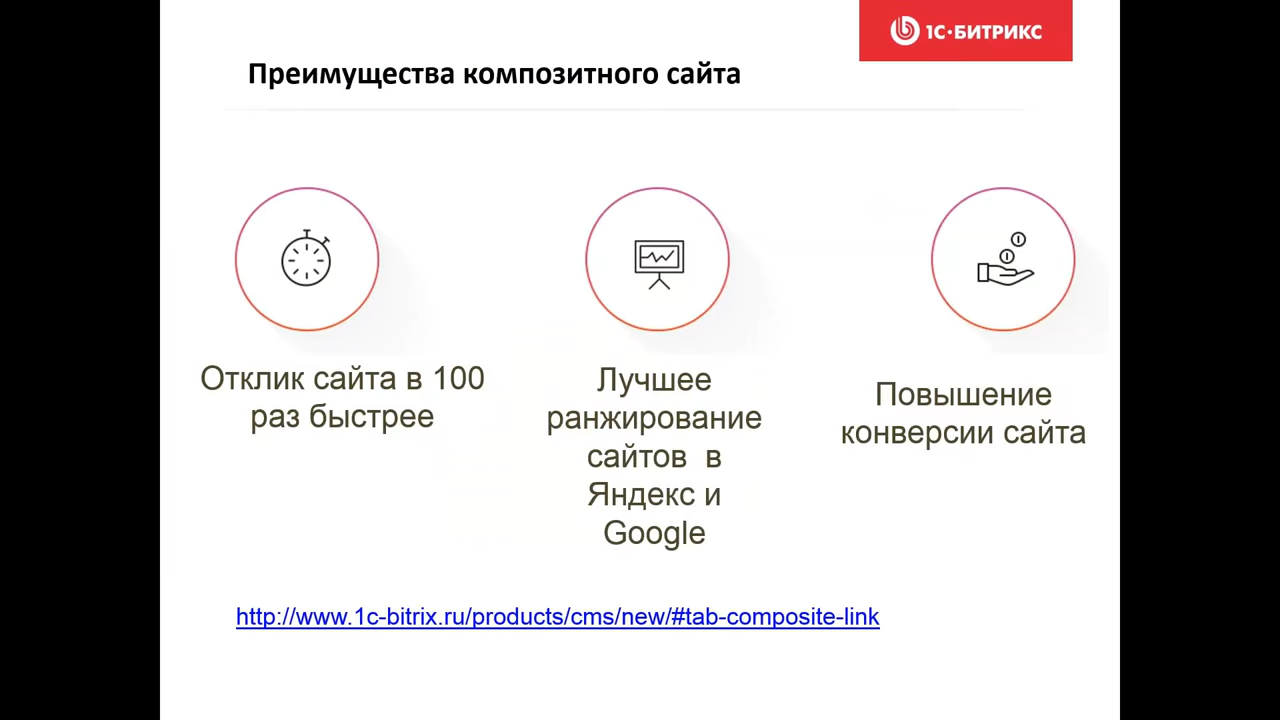 1С·БИТРИКС
Преимущества композитного сайта
Отклик сайта в 100
раз быстрее
Лучшее
ранжирование
сайтов в
Яндекс и
Google
Повышение
конверсии сайта
http://www.1c-bitrix.ru/products/cms/new/#tab-composite-link